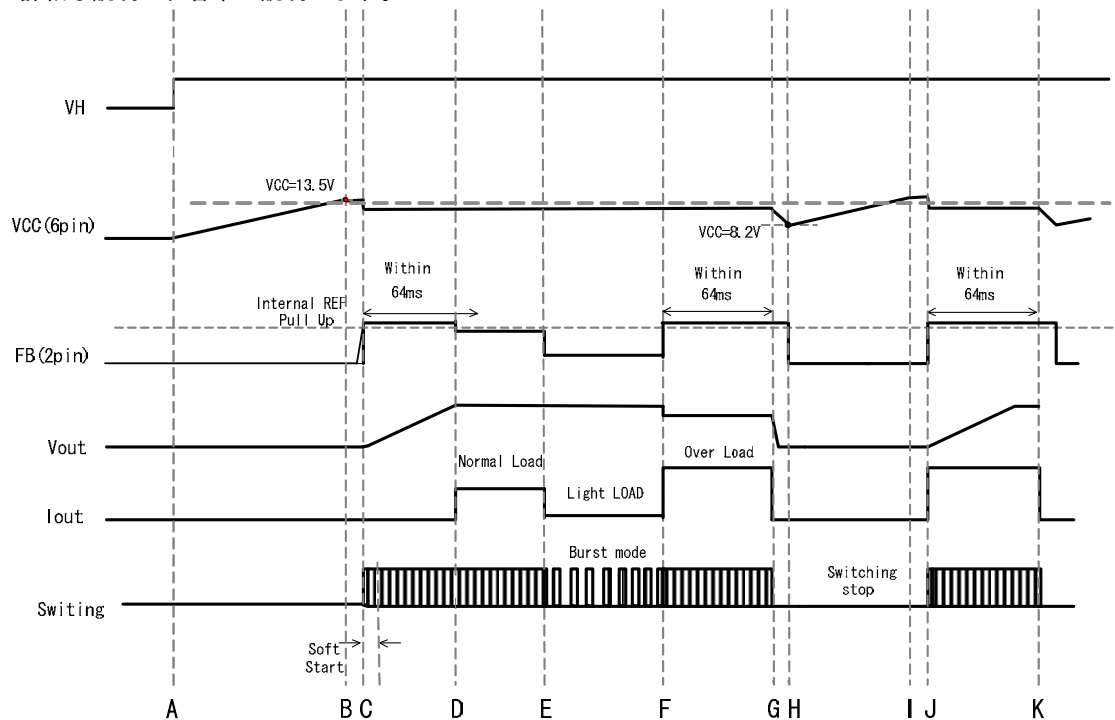 VH
VCC=13.5V
VCC(6pin)
VCC=8.2V
Within
64ms
Within
64ms
Within
64ms
Internal REF
Pull Up
FB(2pin)
Vout
Normal Load
Over Load
Light LOAD
Iout
Burst mode
Switching
stop
Switing
Soft
Start
A B C D E F G H I J K